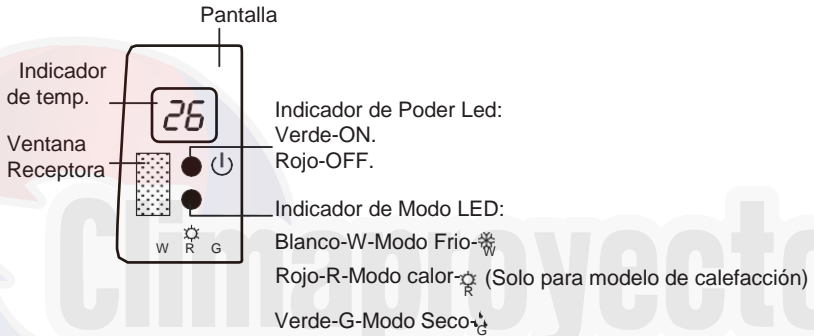 Pantalla
Indicador
de temp.
26
Ventana
Receptora
W R G
Indicador de Poder Led:
Verde-ON.
Rojo-OFF.
Indicador de Modo LED:
Blanco-W-Modo Frio- W
Rojo-R-Modo calor- R (Solo para modelo de calefacción)
Verde-G-Modo Seco- G
Climaproyecto